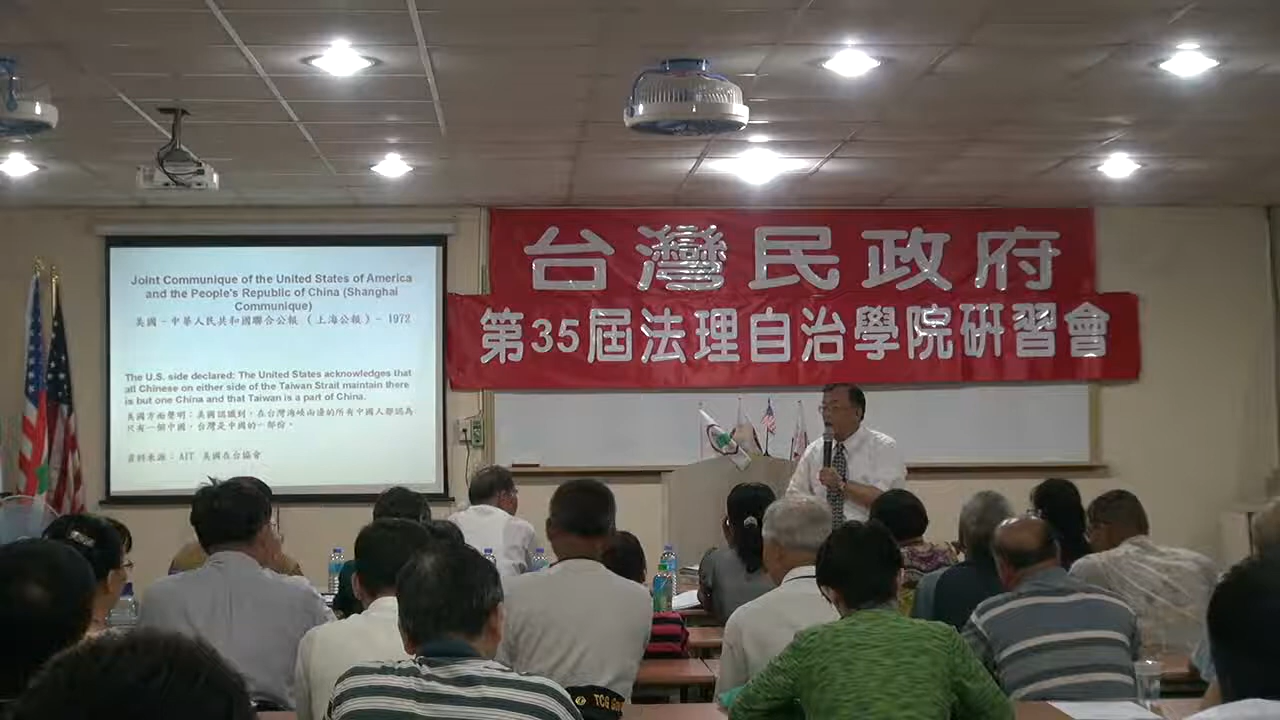 台灣民政府
第35屆法理自治學院研習會
Joint Communique of the United States of America
and the People's Republic of China (Shanghai
Communique)
美國-中華人民共和國聯合公報(上海公報)- 1972
The U.S. side declared: The United States acknowledges that
all Chinese on either side of the Taiwan Strait maintain there
is but one China and that Taiwan is a part of China.
美國方面聲明:美國認識到,在台灣海峽兩邊的所有中國人都認為
只有一個中國,台灣是中國的一部份。
資料來源:AIT 美國在台協會
TCG